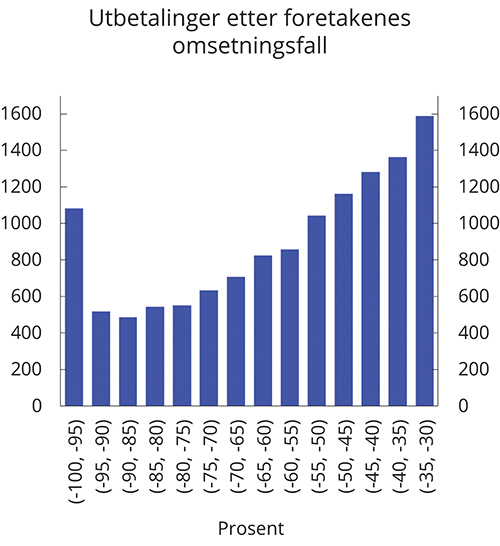 Utbetalinger etter foretakenes
omsetningsfall
1600 1600
1400 1400
1200 1200
1000 1000
800 800
600 600
400 400
200 200
0 0
(-100, -95) (-95, -90) (-90, -85) (-85, -80) (-80, -75) (-75, -70) (-70, -65) (-65, -60) (-60, -55) (-55, -50) (-50, -45) (-45, -40) (-40, -35) (-35, -30)
Prosent